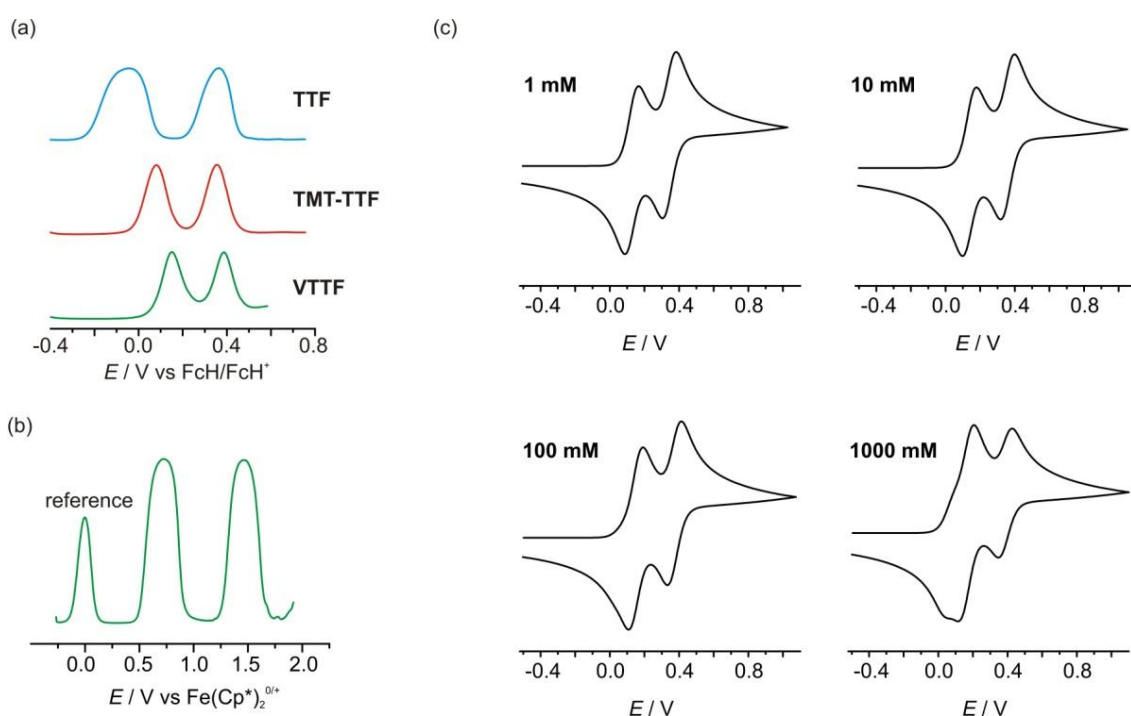 (a)
TTF
TMT-TTF
VTTF
-0.4 0.0 0.4 0.8
E / V vs FcH/FcH⁺
(b)
reference
0.0 0.5 1.0 1.5 2.0
E / V vs Fe(Cp*)₂⁰/⁺
(c)
1 mM
-0.4 0.0 0.4 0.8
E / V
10 mM
-0.4 0.0 0.4 0.8
E / V
100 mM
-0.4 0.0 0.4 0.8
E / V
1000 mM
-0.4 0.0 0.4 0.8
E / V